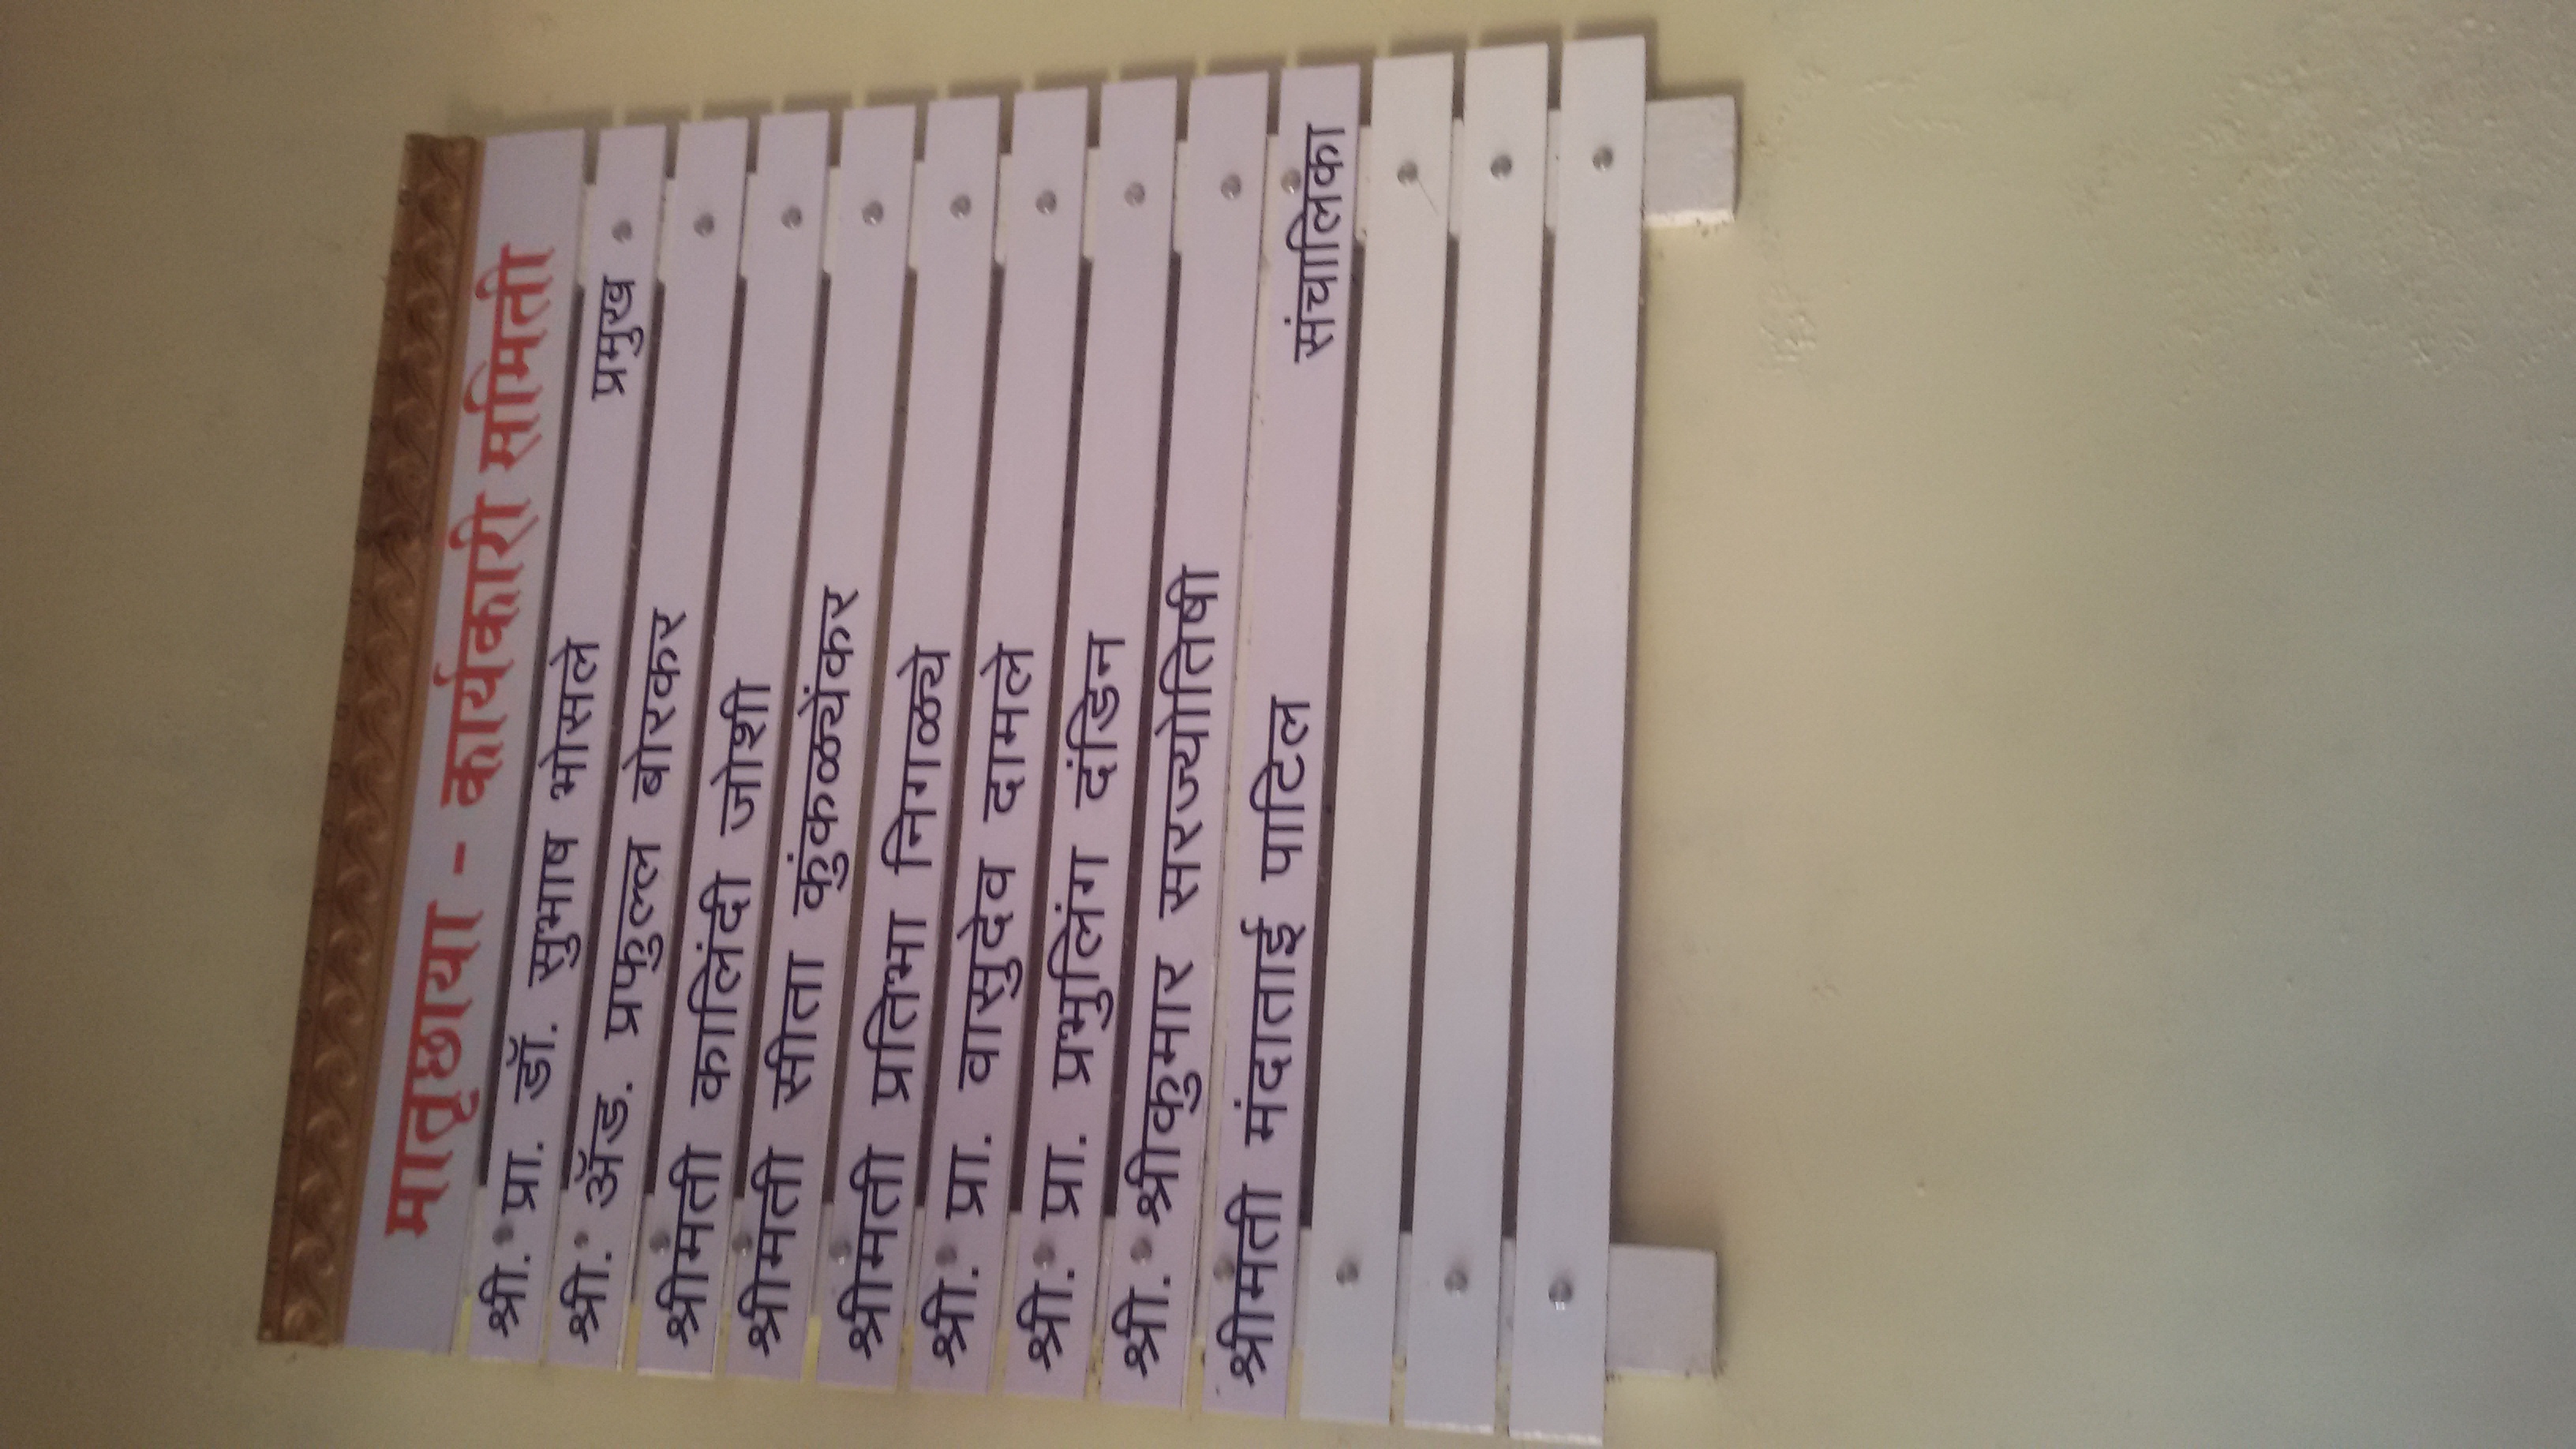 मातृछाया - कार्यकारी समिती
श्री. प्रा. डॉ. सुभाष भोसले प्रमुख
श्री. ॲड. प्रफुल्ल बोरकर
श्रीमती कालिंदी जोशी
श्रीमती सीता कुंकळ्येंकर
श्रीमती प्रतिभा निगळ्ये
श्री. प्रा. वासुदेव दामले
श्री. प्रा. प्रभुलिंग दंडिन
श्री. श्रीकुमार सरज्योतिषी
श्रीमती मंदाताई पाटिल संचालिका